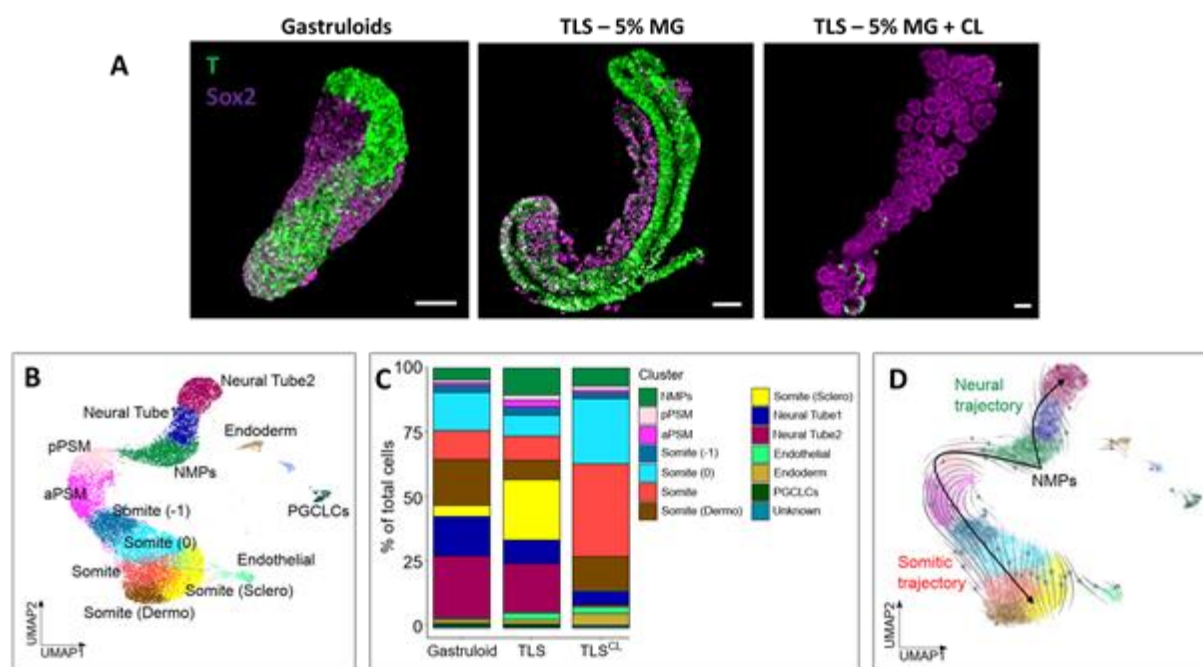 Gastruloids
TLS – 5% MG
TLS – 5% MG + CL
A
T
Sox2
B
Neural Tube2
Neural Tube1
Endoderm
pPSM
NMPs
aPSM
PGCLCs
Somite (-1)
Somite (0)
Endothelial
Somite
Somite (Sclero)
Somite (Dermo)
UMAP2
UMAP1
C
% of total cells
100
75
50
25
0
Gastruloid
TLS
TLS^CL
Cluster
NMPs
pPSM
aPSM
Somite (-1)
Somite (0)
Somite
Somite (Dermo)
Somite (Sclero)
Neural Tube1
Neural Tube2
Endothelial
Endoderm
PGCLCs
Unknown
D
Neural
trajectory
NMPs
Somitic
trajectory
UMAP2
UMAP1